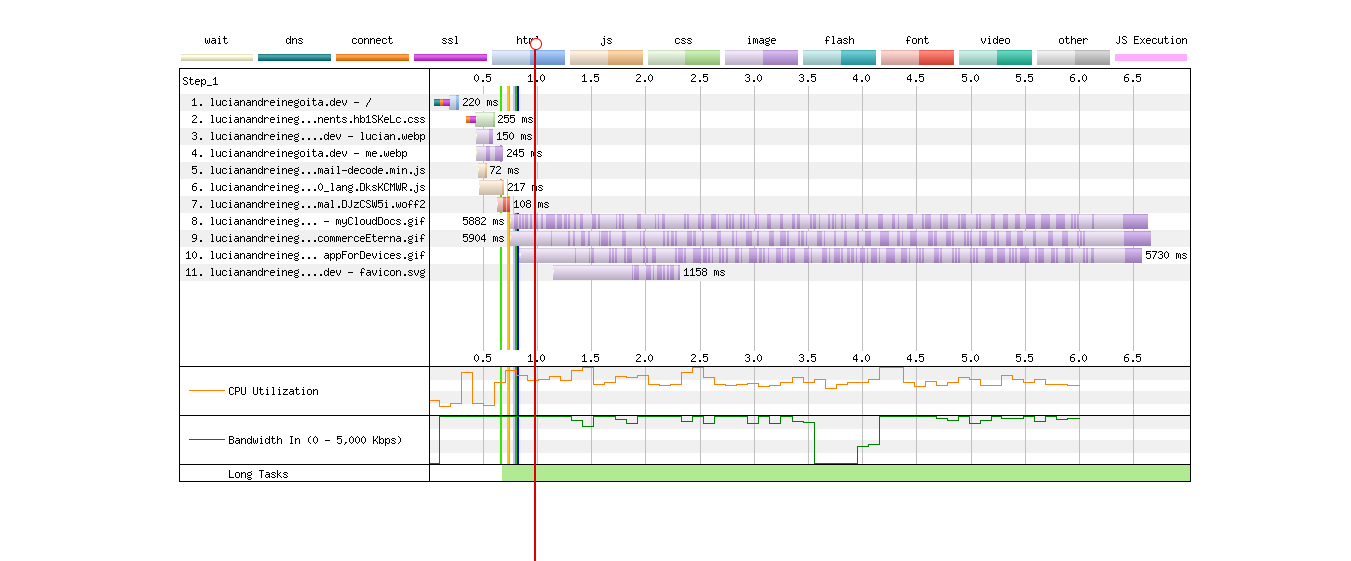 wait dns connect ssl html js css image flash font video other JS Execution
Step_1 0.5 1.0 1.5 2.0 2.5 3.0 3.5 4.0 4.5 5.0 5.5 6.0 6.5
1. lucianandreinegoita.dev - / 220 ms
2. lucianandreineg...nents.hb1SKeLc.css 255 ms
3. lucianandreineg....dev - lucian.webp 150 ms
4. lucianandreinegoita.dev - me.webp 245 ms
5. lucianandreineg...mail-decode.min.js 72 ms
6. lucianandreineg...0_lang.DksKCMWR.js 217 ms
7. lucianandreineg...mal.DJzCSW5i.woff2 108 ms
8. lucianandreineg... - myCloudDocs.gif 5882 ms
9. lucianandreineg...commerceEterna.gif 5904 ms
10. lucianandreineg... appForDevices.gif 5730 ms
11. lucianandreineg....dev - favicon.svg 1158 ms
0.5 1.0 1.5 2.0 2.5 3.0 3.5 4.0 4.5 5.0 5.5 6.0 6.5
CPU Utilization
Bandwidth In (0 - 5,000 Kbps)
Long Tasks